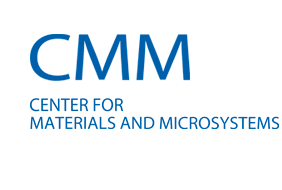 CMM
CENTER FOR
MATERIALS AND MICROSYSTEMS